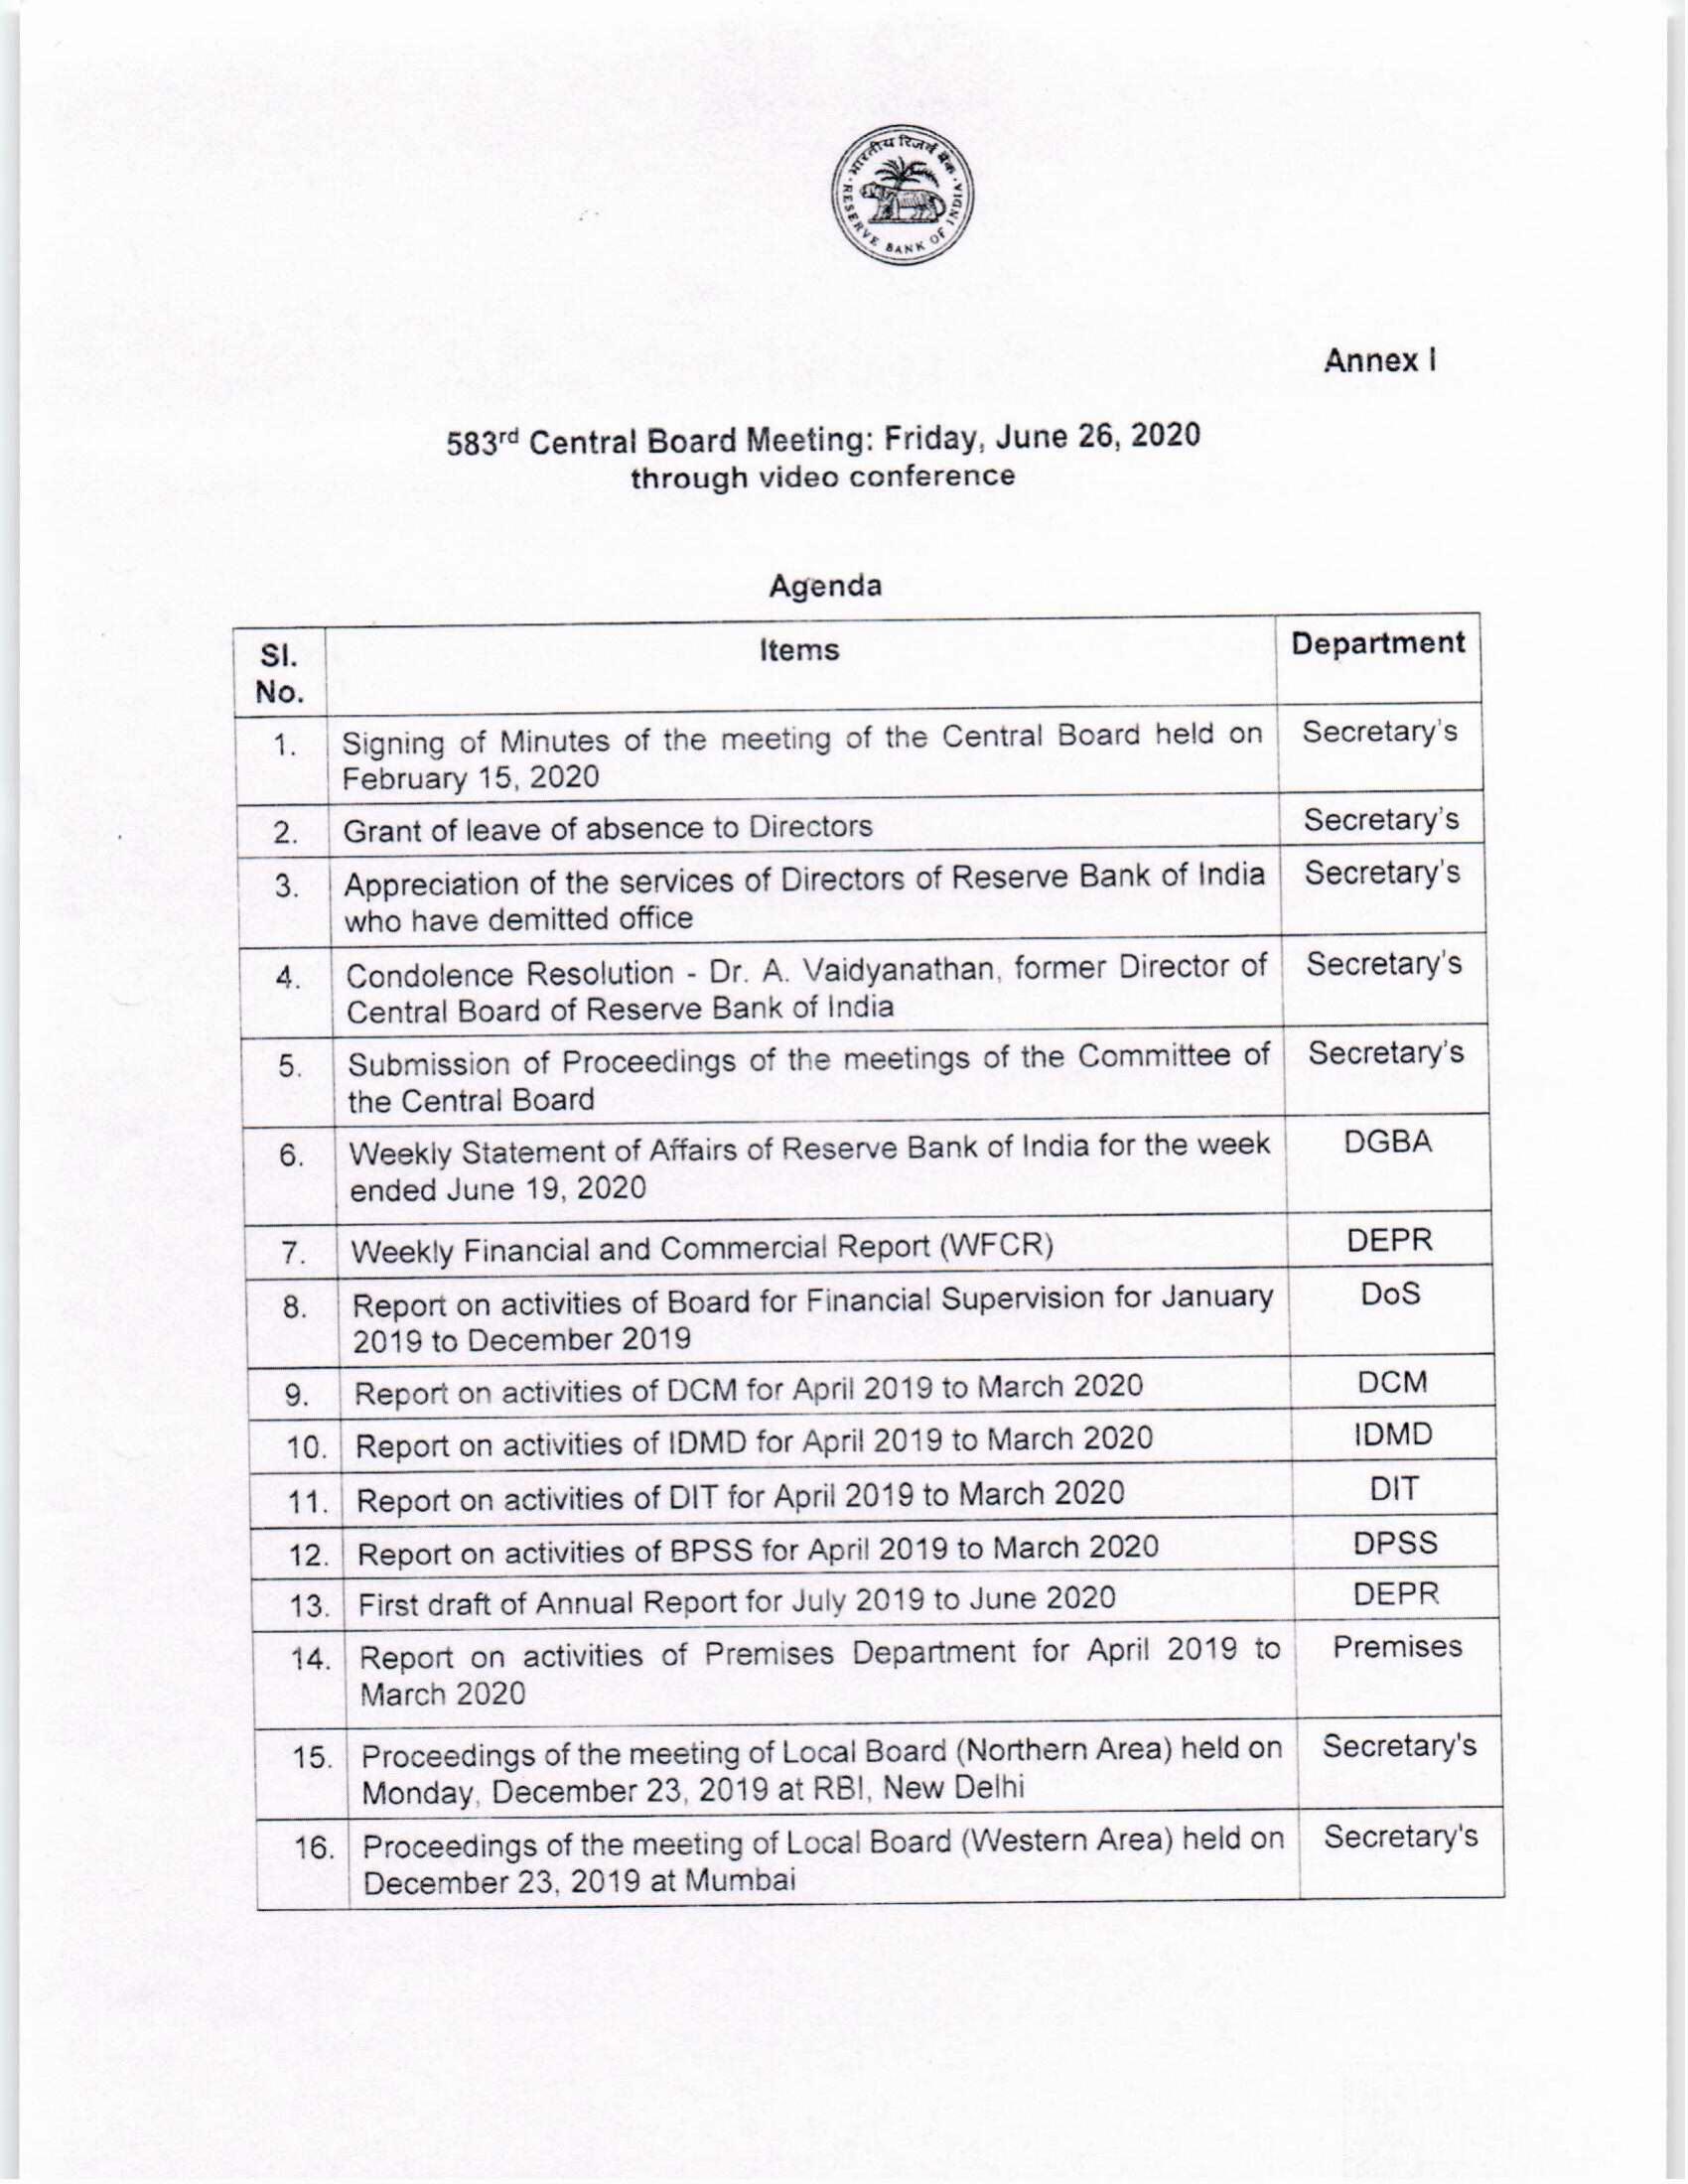 भारतीय रिज़र्व बैंक
RESERVE BANK OF INDIA
Annex I
583rd Central Board Meeting: Friday, June 26, 2020
through video conference
Agenda
Sl. No. Items Department
1. Signing of Minutes of the meeting of the Central Board held on Secretary's
February 15, 2020
2. Grant of leave of absence to Directors Secretary's
3. Appreciation of the services of Directors of Reserve Bank of India Secretary's
who have demitted office
4. Condolence Resolution - Dr. A. Vaidyanathan, former Director of Secretary's
Central Board of Reserve Bank of India
5. Submission of Proceedings of the meetings of the Committee of Secretary's
the Central Board
6. Weekly Statement of Affairs of Reserve Bank of India for the week DGBA
ended June 19, 2020
7. Weekly Financial and Commercial Report (WFCR) DEPR
8. Report on activities of Board for Financial Supervision for January DoS
2019 to December 2019
9. Report on activities of DCM for April 2019 to March 2020 DCM
10. Report on activities of IDMD for April 2019 to March 2020 IDMD
11. Report on activities of DIT for April 2019 to March 2020 DIT
12. Report on activities of BPSS for April 2019 to March 2020 DPSS
13. First draft of Annual Report for July 2019 to June 2020 DEPR
14. Report on activities of Premises Department for April 2019 to Premises
March 2020
15. Proceedings of the meeting of Local Board (Northern Area) held on Secretary's
Monday, December 23, 2019 at RBI, New Delhi
16. Proceedings of the meeting of Local Board (Western Area) held on Secretary's
December 23, 2019 at Mumbai